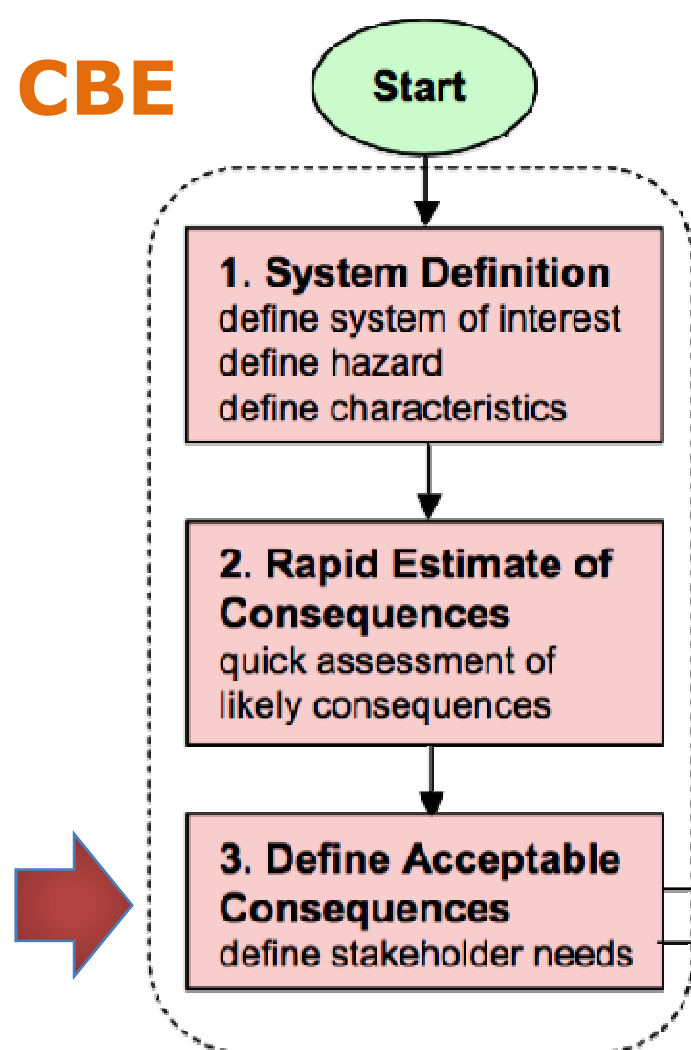 CBE
Start
1. System Definition
define system of interest
define hazard
define characteristics
2. Rapid Estimate of
Consequences
quick assessment of
likely consequences
3. Define Acceptable
Consequences
define stakeholder needs